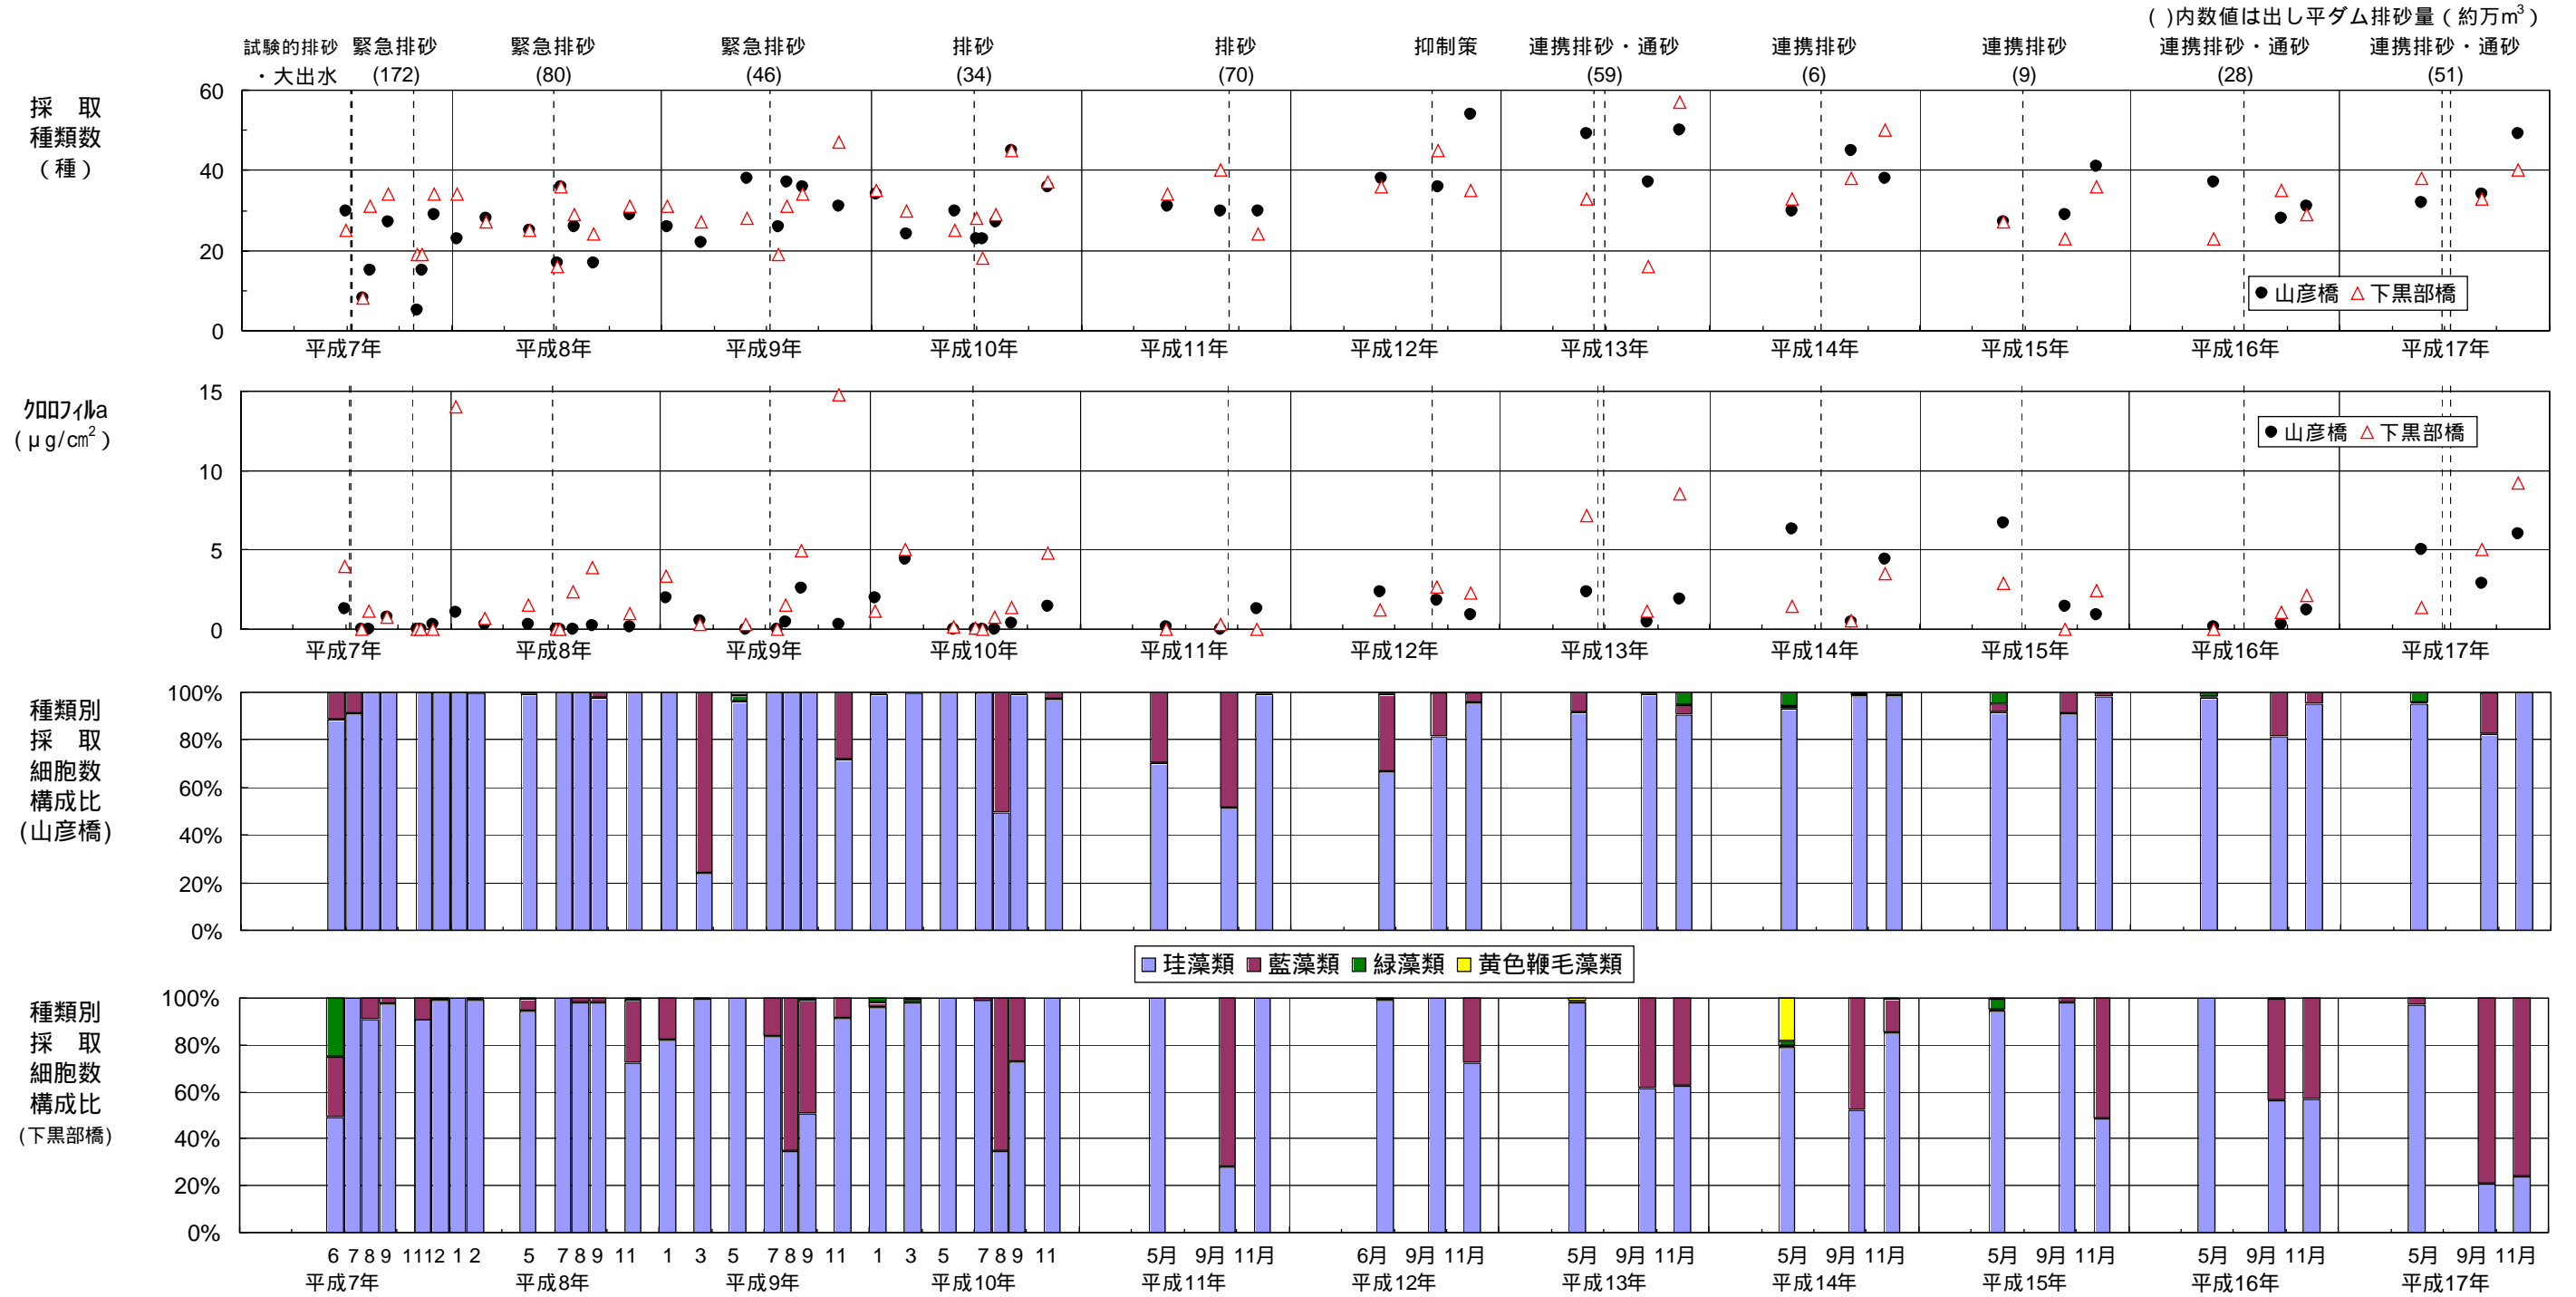 ( )内数値は出し平ダム排砂量（約万m³）
試験的排砂 緊急排砂 緊急排砂 緊急排砂 排砂 排砂 抑制策 連携排砂・通砂 連携排砂 連携排砂 連携排砂・通砂 連携排砂・通砂
・大出水 (172) (80) (46) (34) (70) (59) (6) (9) (28) (51)
採 取
種類数
（種）
60
40
20
0
山彦橋 下黒部橋
平成7年 平成8年 平成9年 平成10年 平成11年 平成12年 平成13年 平成14年 平成15年 平成16年 平成17年
ｸﾛﾛﾌｨﾙa
(μg/cm²)
15
10
5
0
山彦橋 下黒部橋
平成7年 平成8年 平成9年 平成10年 平成11年 平成12年 平成13年 平成14年 平成15年 平成16年 平成17年
種類別
採 取
細胞数
構成比
(山彦橋)
100%
80%
60%
40%
20%
0%
珪藻類 藍藻類 緑藻類 黄色鞭毛藻類
種類別
採 取
細胞数
構成比
(下黒部橋)
100%
80%
60%
40%
20%
0%
6 7 8 9 11 12 1 2 5 7 8 9 11 1 3 5 7 8 9 11 1 3 5 7 8 9 11 5月 9月 11月 6月 9月 11月 5月 9月 11月 5月 9月 11月 5月 9月 11月 5月 9月 11月 5月 9月 11月
平成7年 平成8年 平成9年 平成10年 平成11年 平成12年 平成13年 平成14年 平成15年 平成16年 平成17年